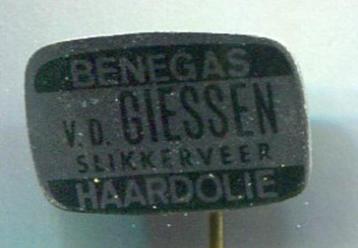 BENEGAS
V.D. GIESSEN
SLIKKERVEER
HAARDOLIE